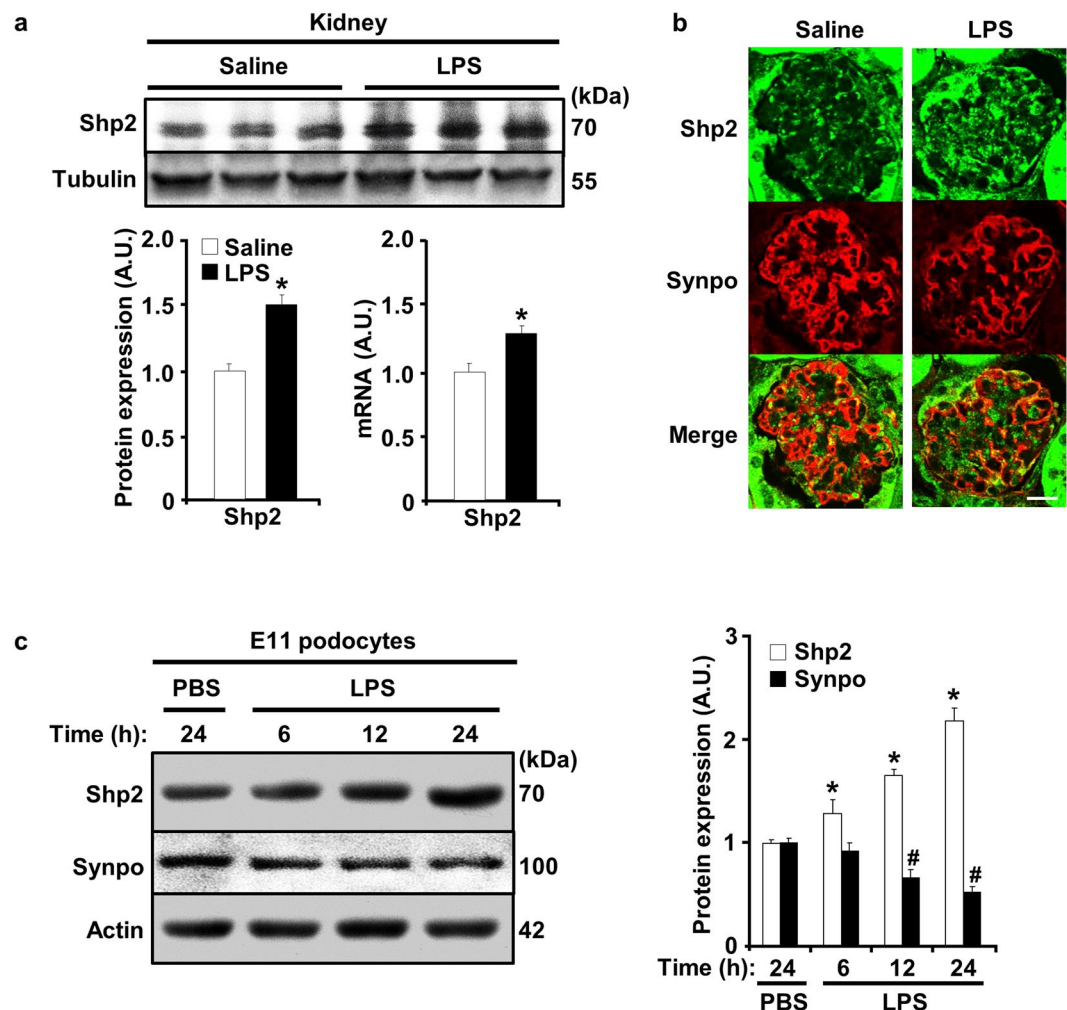 a
Kidney
Saline LPS
(kDa)
Shp2 70
Tubulin 55
Protein expression (A.U.)
2.0
1.5
1.0
0.5
0
Saline
LPS
*
Shp2
mRNA (A.U.)
2.0
1.5
1.0
0.5
0
*
Shp2
b
Saline LPS
Shp2
Synpo
Merge
c
E11 podocytes
PBS LPS
Time (h): 24 6 12 24
(kDa)
Shp2 70
Synpo 100
Actin 42
Protein expression (A.U.)
3
2
1
0
Shp2
Synpo
*
*
*
#
#
Time (h): 24 6 12 24
PBS LPS